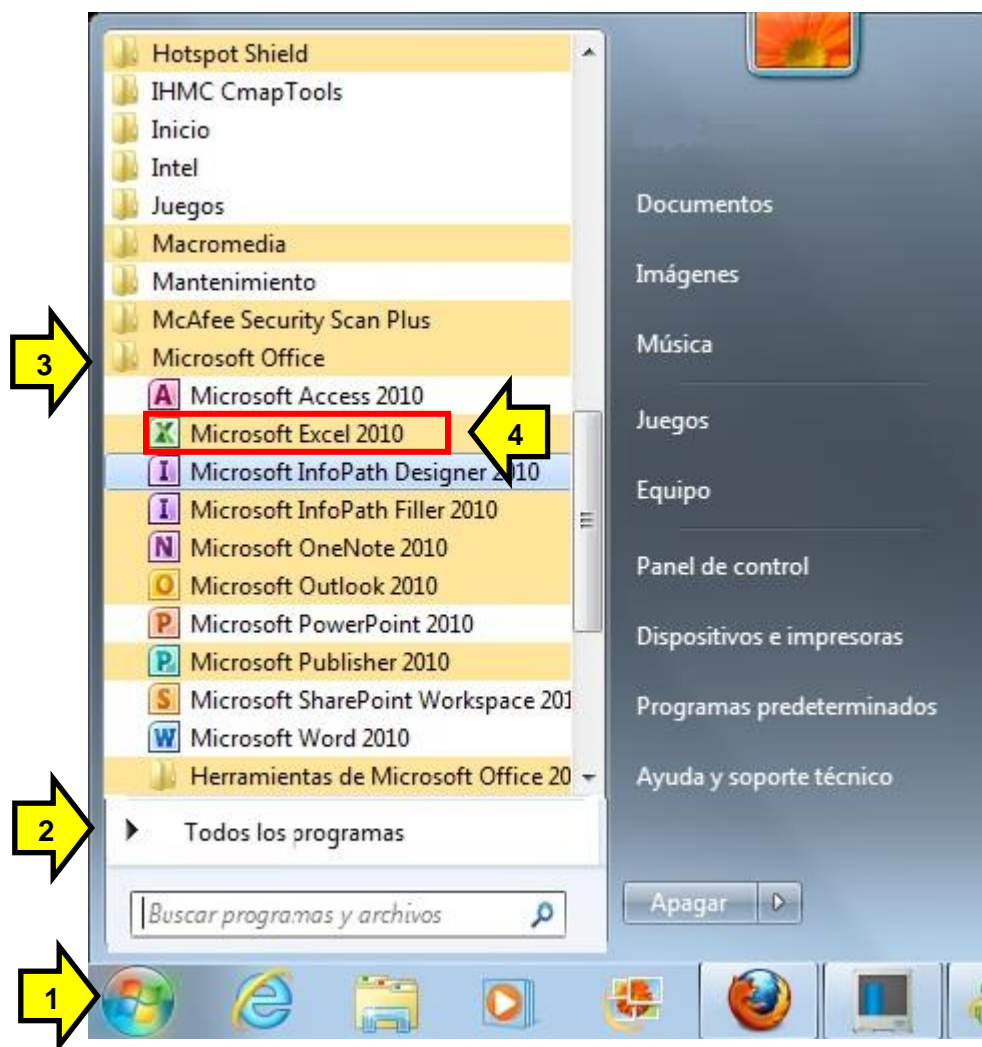 Hotspot Shield
IHMC CmapTools
Inicio
Intel
Juegos
Macromedia
Mantenimiento
McAfee Security Scan Plus
3
Microsoft Office
Microsoft Access 2010
Microsoft Excel 2010
4
Microsoft InfoPath Designer 2010
Microsoft InfoPath Filler 2010
Microsoft OneNote 2010
Microsoft Outlook 2010
Microsoft PowerPoint 2010
Microsoft Publisher 2010
Microsoft SharePoint Workspace 201
Microsoft Word 2010
Herramientas de Microsoft Office 20
2
Todos los programas
Buscar programas y archivos
1
Documentos
Imágenes
Música
Juegos
Equipo
Panel de control
Dispositivos e impresoras
Programas predeterminados
Ayuda y soporte técnico
Apagar